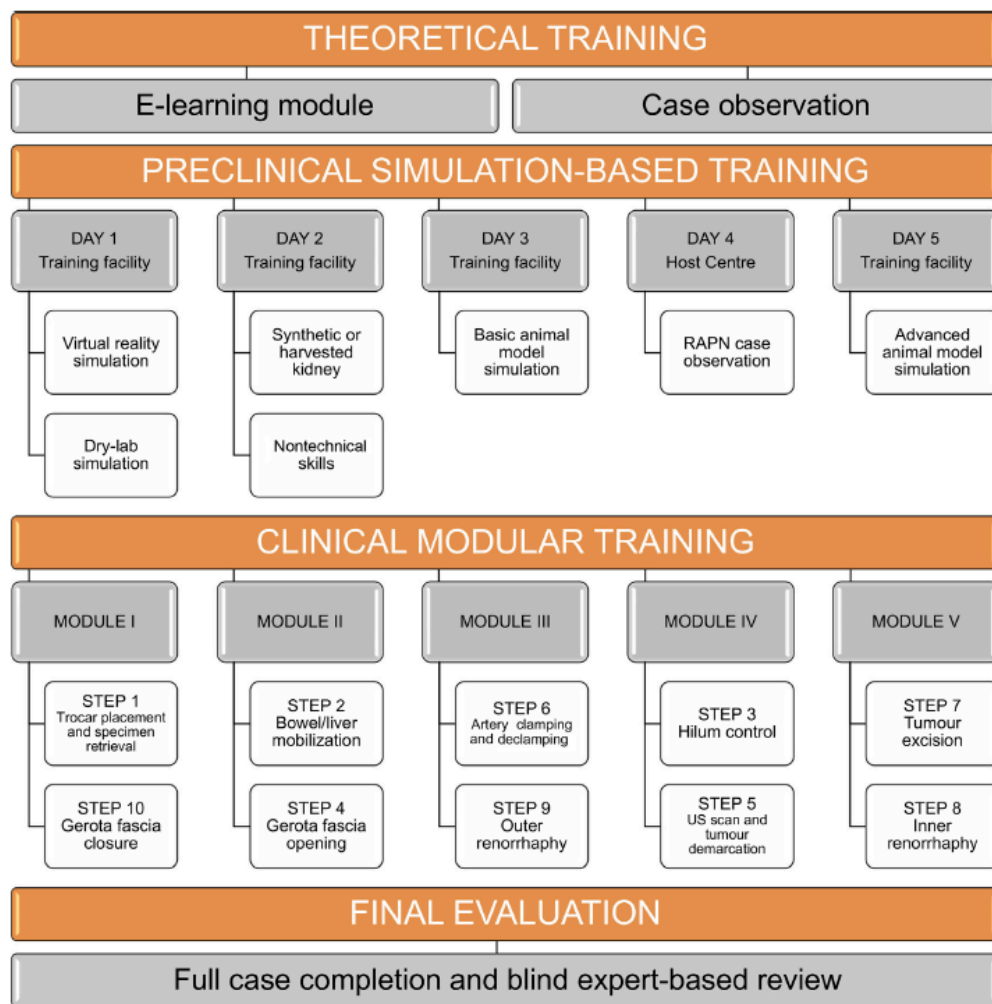 THEORETICAL TRAINING
E-learning module
Case observation
PRECLINICAL SIMULATION-BASED TRAINING
DAY 1
Training facility
DAY 2
Training facility
DAY 3
Training facility
DAY 4
Host Centre
DAY 5
Training facility
Virtual reality
simulation
Synthetic or
harvested
kidney
Basic animal
model
simulation
RAPN case
observation
Advanced
animal model
simulation
Dry-lab
simulation
Nontechnical
skills
CLINICAL MODULAR TRAINING
MODULE I
MODULE II
MODULE III
MODULE IV
MODULE V
STEP 1
Trocar placement
and specimen
retrieval
STEP 2
Bowel/liver
mobilization
STEP 6
Artery clamping
and declamping
STEP 3
Hilum control
STEP 7
Tumour
excision
STEP 10
Gerota fascia
closure
STEP 4
Gerota fascia
opening
STEP 9
Outer
renorrhaphy
STEP 5
US scan and
tumour
demarcation
STEP 8
Inner
renorrhaphy
FINAL EVALUATION
Full case completion and blind expert-based review